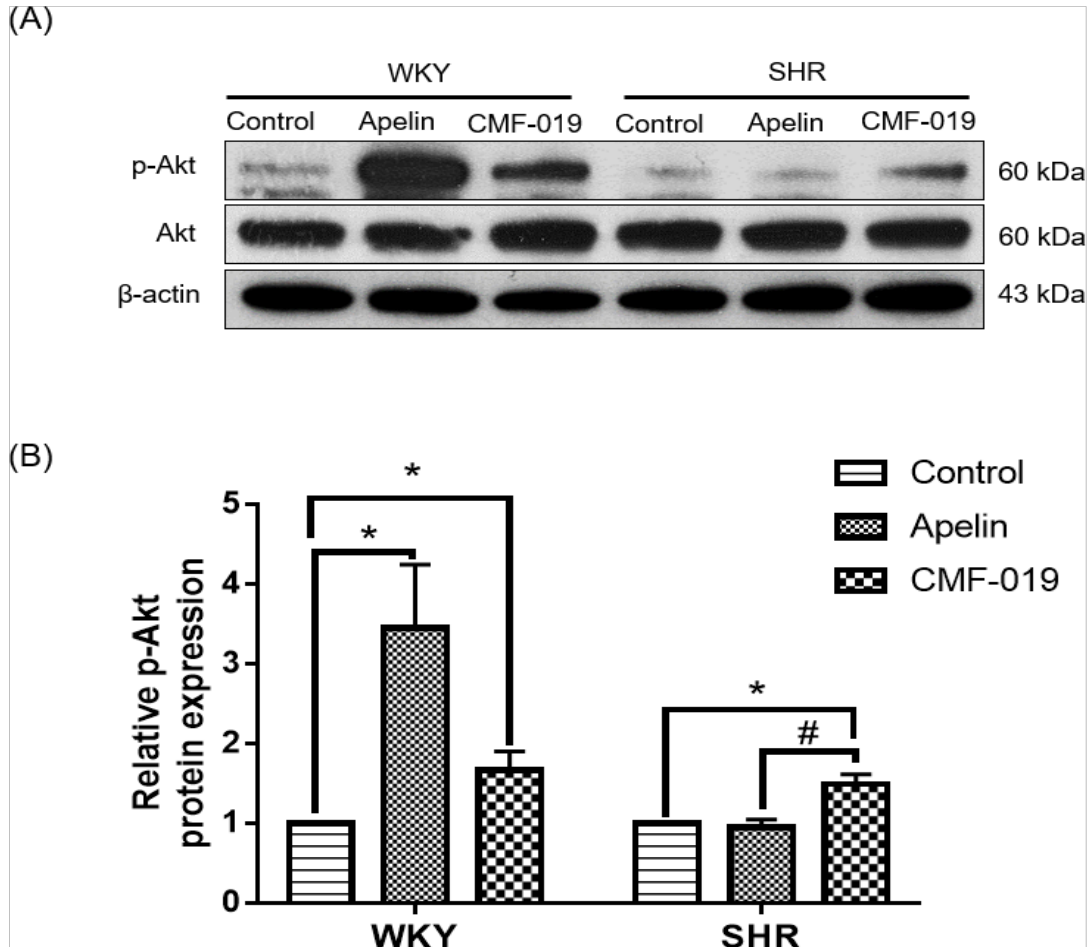 (A)
WKY SHR
Control Apelin CMF-019 Control Apelin CMF-019
p-Akt 60 kDa
Akt 60 kDa
β-actin 43 kDa
(B)
Control
Apelin
CMF-019
Relative p-Akt
protein expression
5
4
3
2
1
0
*
*
*
#
WKY SHR